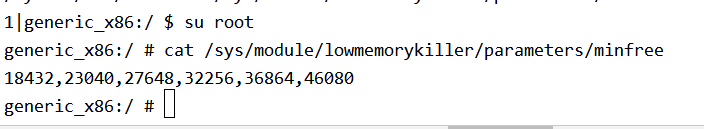 1|generic_x86:/ $ su root
generic_x86:/ # cat /sys/module/lowmemorykiller/parameters/minfree
18432,23040,27648,32256,36864,46080
generic_x86:/ #